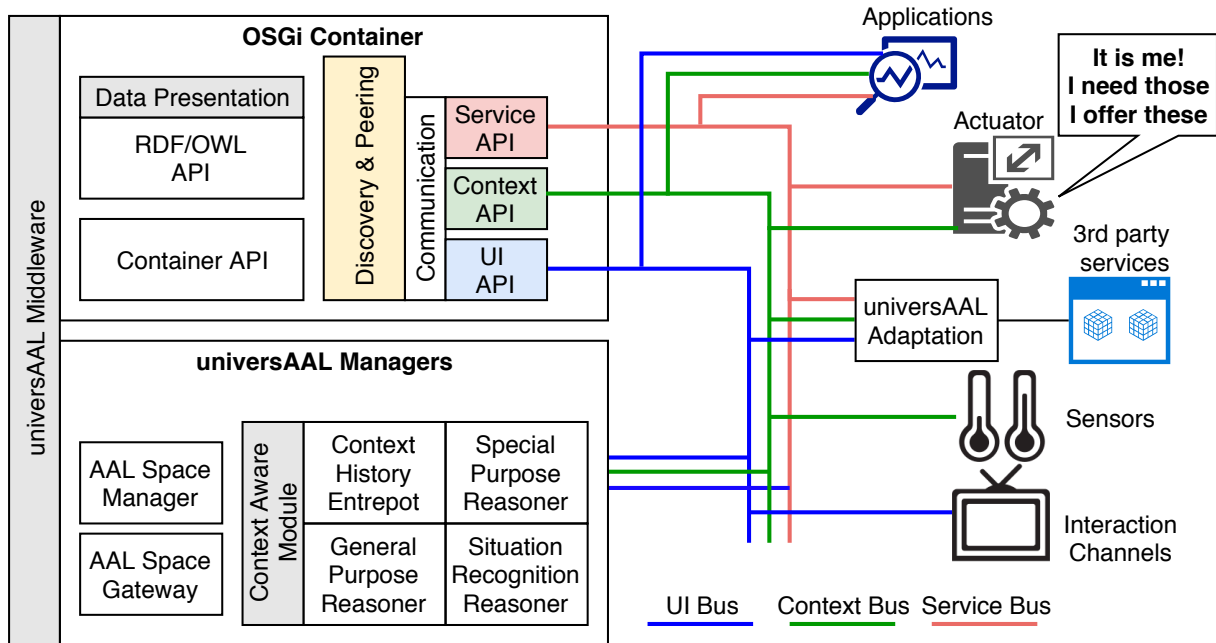 OSGi Container
Data Presentation
RDF/OWL
API
Container API
Discovery & Peering
Communication
Service
API
Context
API
UI
API
universAAL Middleware
universAAL Managers
AAL Space
Manager
AAL Space
Gateway
Context Aware
Module
Context
History
Entrepot
Special
Purpose
Reasoner
General
Purpose
Reasoner
Situation
Recognition
Reasoner
Applications
It is me!
I need those
I offer these
Actuator
3rd party
services
universAAL
Adaptation
Sensors
Interaction
Channels
UI Bus
Context Bus
Service Bus